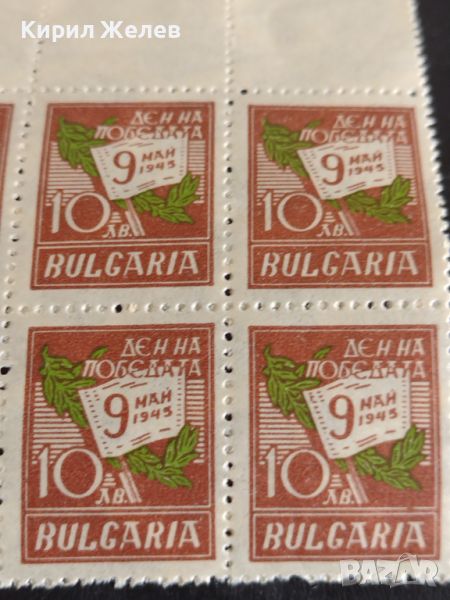 Кирил Желев
ДЕН НА
ПОБЕДАТА
9 МАЙ
1945
10 ЛВ.
BULGARIA
ДЕН НА
ПОБЕДАТА
9 МАЙ
1945
10 ЛВ.
BULGARIA
ДЕН НА
ПОБЕДАТА
9 МАЙ
1945
10 ЛВ.
BULGARIA
ДЕН НА
ПОБЕДАТА
9 МАЙ
1945
10 ЛВ.
BULGARIA
BAZAR